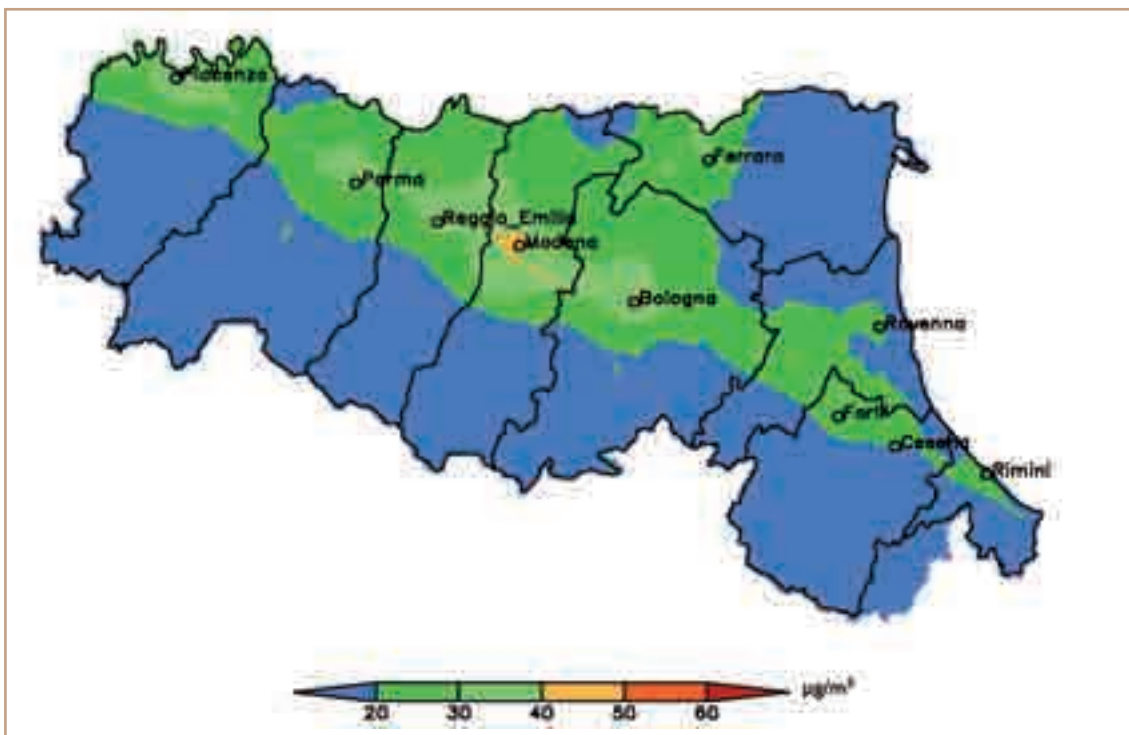 Piacenza
Ferrara
Parma
Reggio_Emilia
Modena
Bologna
Ravenna
Forlì
Cesena
Rimini
µg/m³
20 30 40 50 60